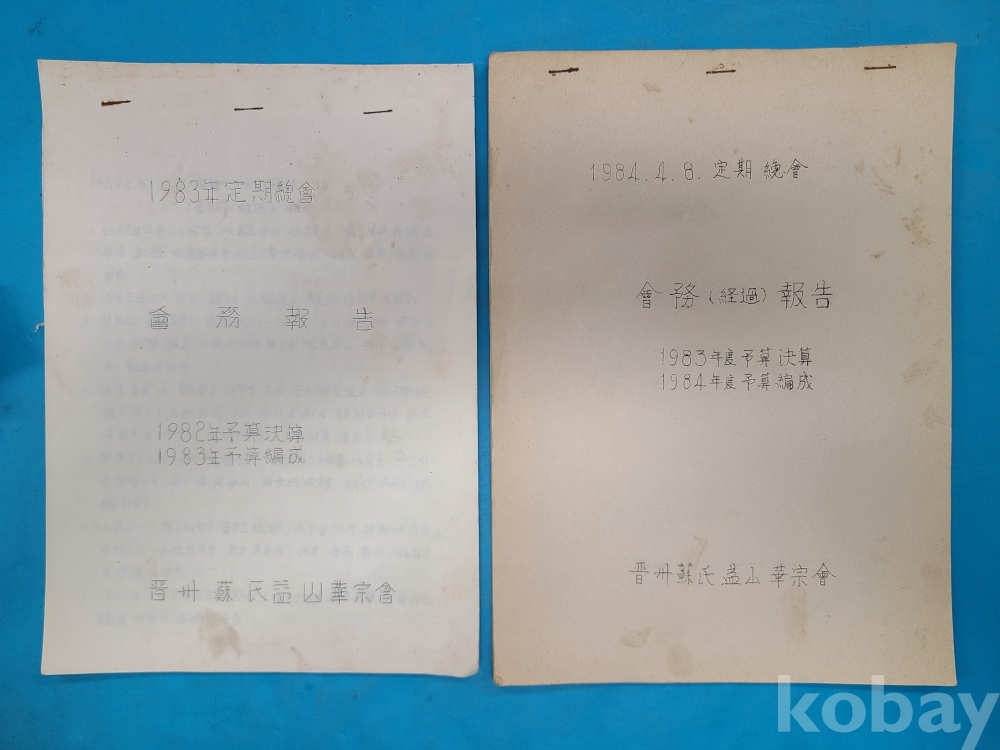 1983年定期總會
會務報告
1982年予算決算
1983年予算編成
晋州蘇氏益山華宗會
1984.4.8.定期總會
會務(経過)報告
1983年度予算決算
1984年度予算編成
晋州蘇氏益山華宗會
kobay